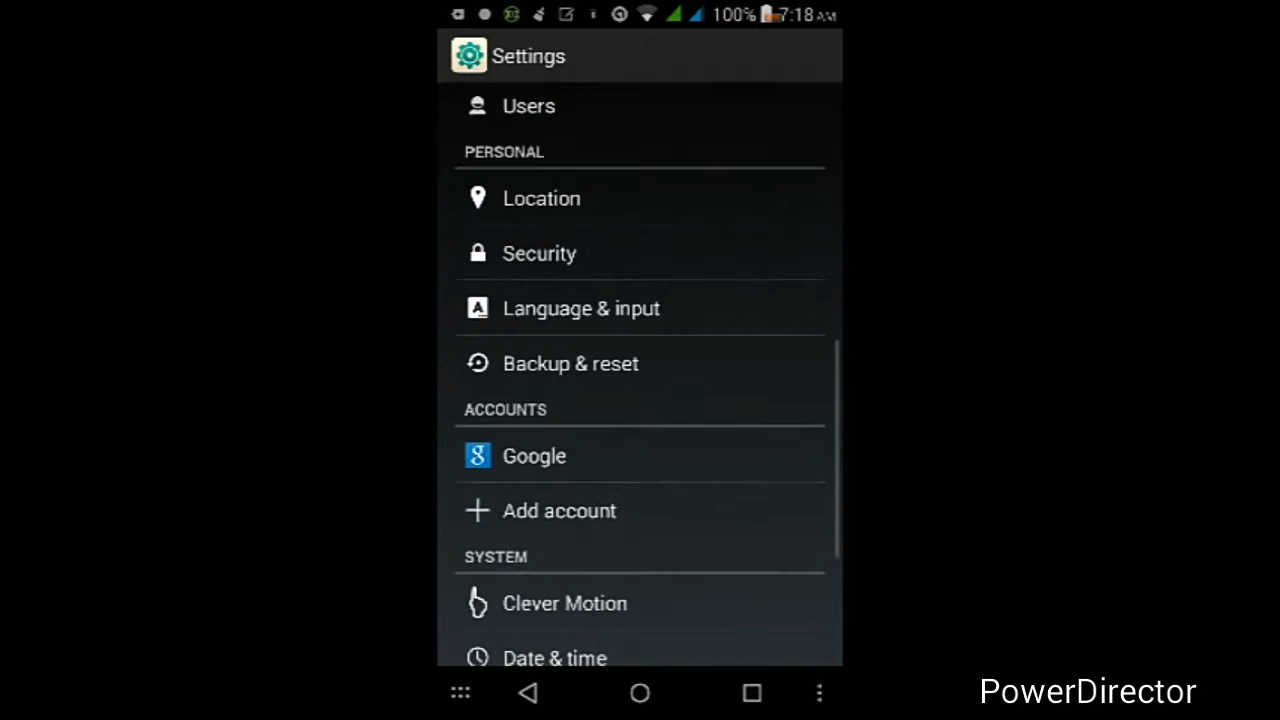 100% 7:18 AM
Settings
Users
PERSONAL
Location
Security
Language & input
Backup & reset
ACCOUNTS
Google
Add account
SYSTEM
Clever Motion
Date & time
PowerDirector